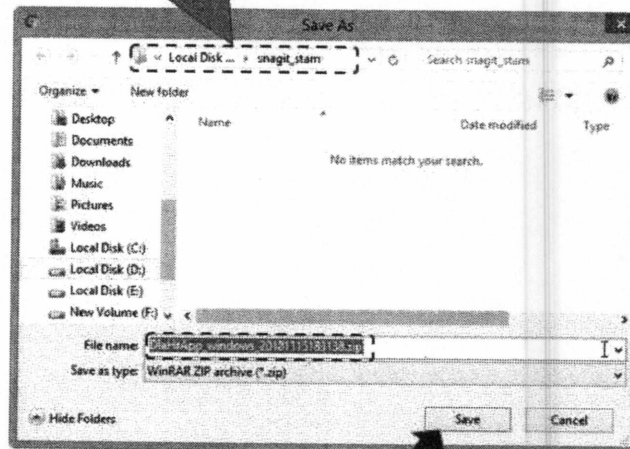 Save As
Local Disk ... snagit_stam
Search snagit_stam
Organize
New folder
Name
Date modified
Type
No items match your search.
Desktop
Documents
Downloads
Music
Pictures
Videos
Local Disk (C:)
Local Disk (D:)
Local Disk (E:)
New Volume (F:)
File name:
Save as type: WinRAR ZIP archive (*.zip)
Hide Folders
Save
Cancel